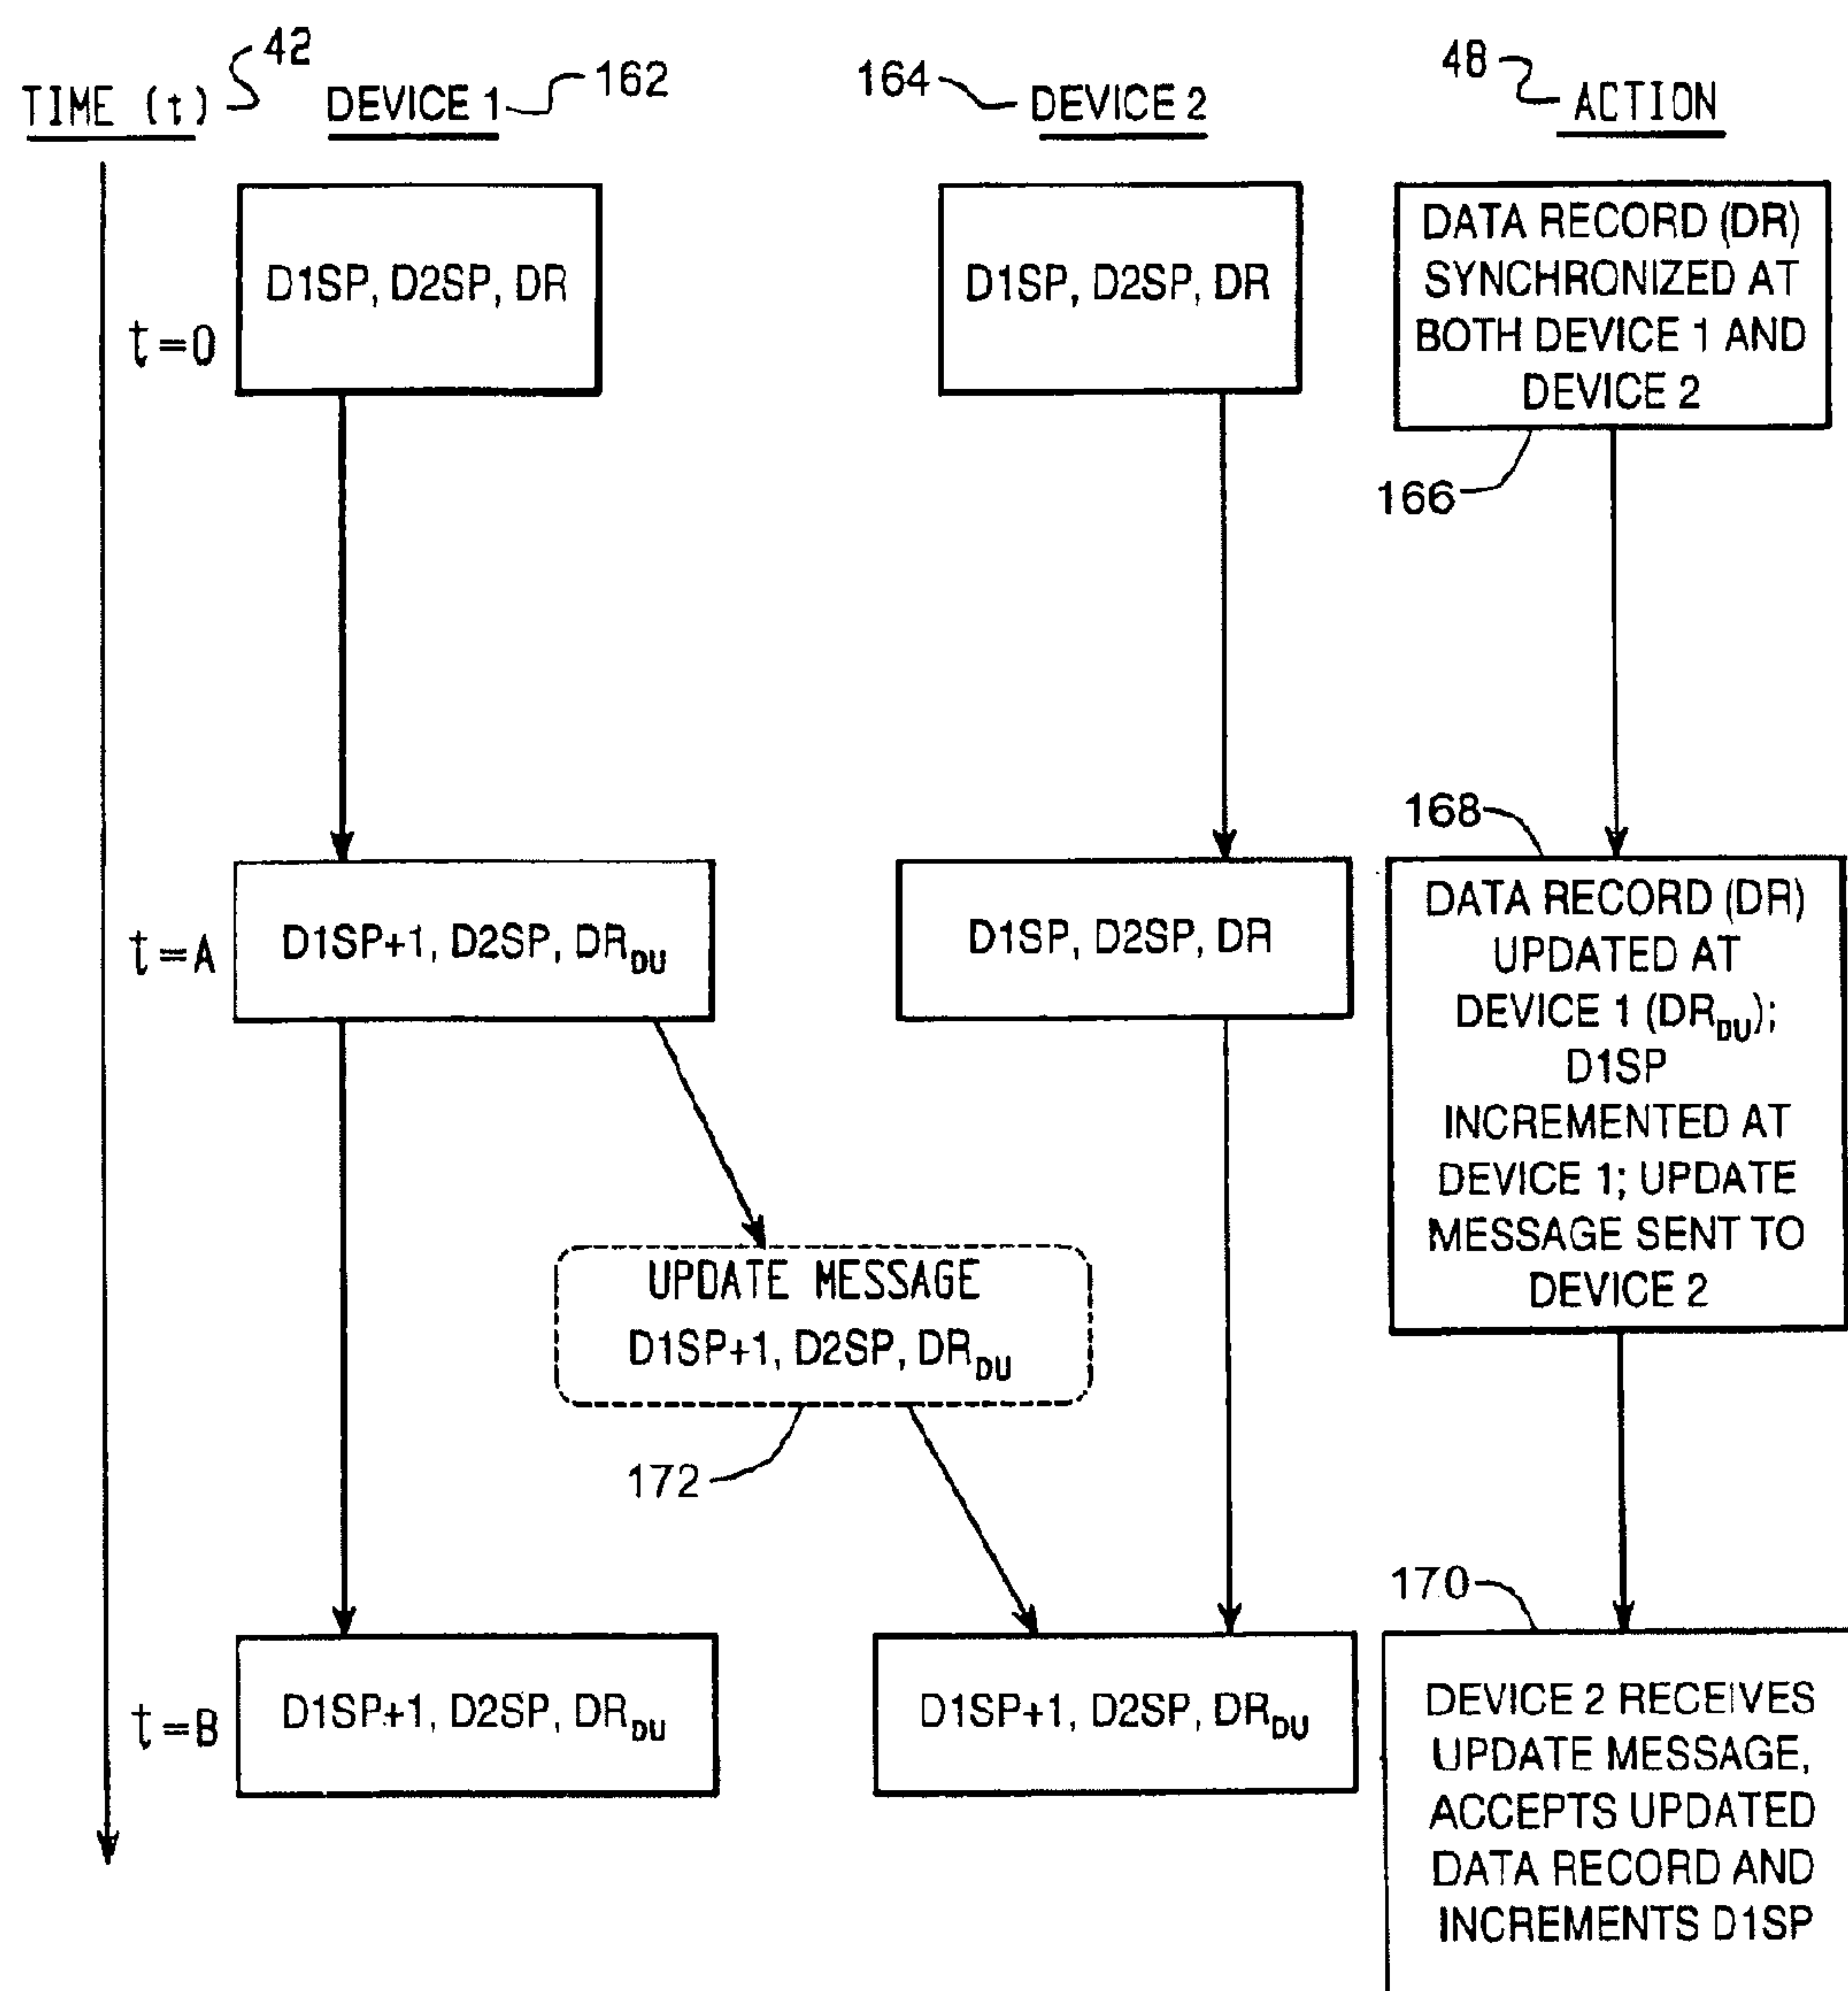 TIME (t) 42 DEVICE 1 162 164 DEVICE 2 48 ACTION
t=0
D1SP, D2SP, DR
D1SP, D2SP, DR
DATA RECORD (DR)
SYNCHRONIZED AT
BOTH DEVICE 1 AND
DEVICE 2
166
t=A
D1SP+1, D2SP, DRDU
D1SP, D2SP, DR
168
DATA RECORD (DR)
UPDATED AT
DEVICE 1 (DRDU);
D1SP
INCREMENTED AT
DEVICE 1; UPDATE
MESSAGE SENT TO
DEVICE 2
UPDATE MESSAGE
D1SP+1, D2SP, DRDU
172
t=B
D1SP+1, D2SP, DRDU
D1SP+1, D2SP, DRDU
170
DEVICE 2 RECEIVES
UPDATE MESSAGE,
ACCEPTS UPDATED
DATA RECORD AND
INCREMENTS D1SP